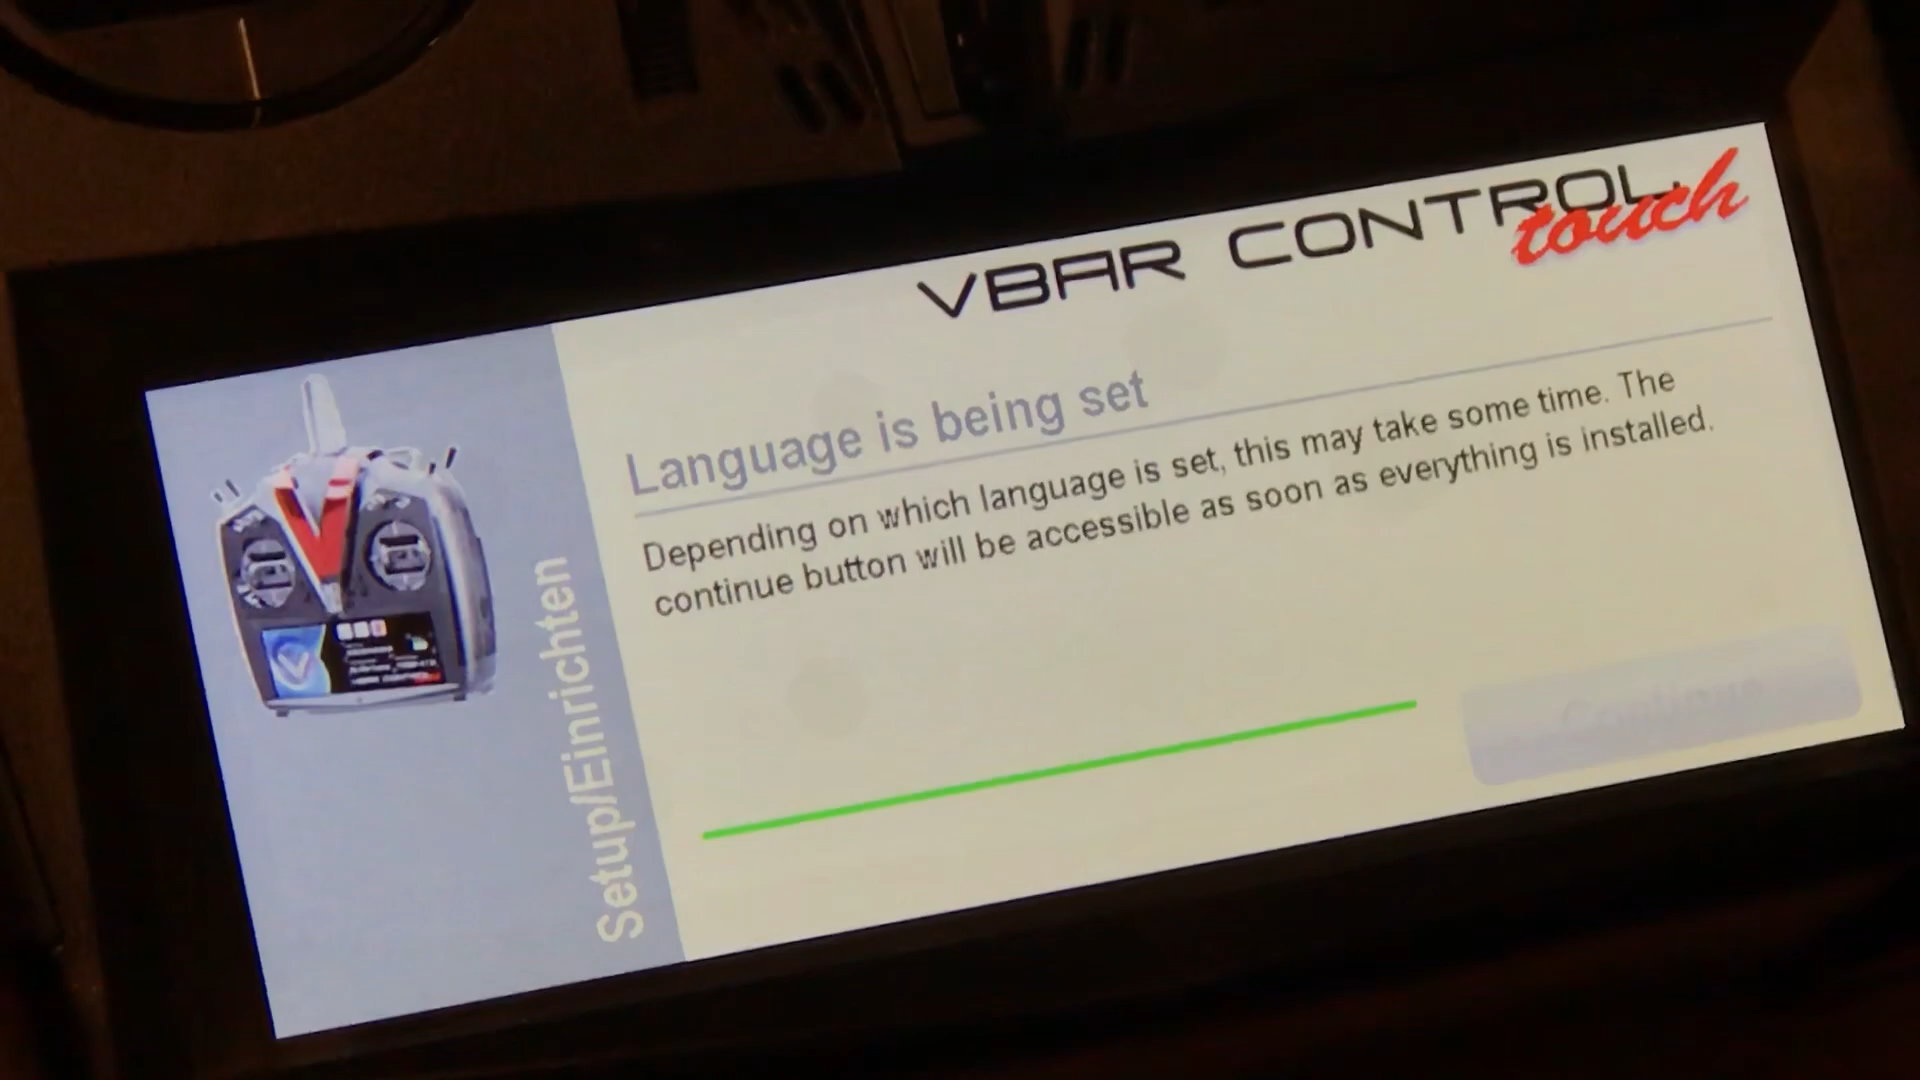 VBAR CONTROL
touch
Language is being set
Depending on which language is set, this may take some time. The
continue button will be accessible as soon as everything is installed.
Continue
Setup/Einrichten